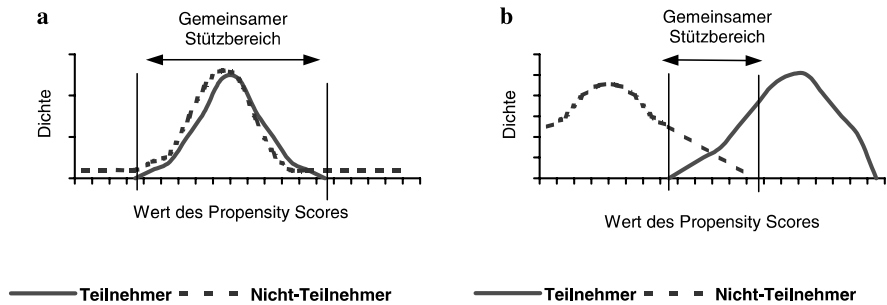 a
Gemeinsamer
Stützbereich
Dichte
Wert des Propensity Scores
Teilnehmer
Nicht-Teilnehmer
b
Gemeinsamer
Stützbereich
Dichte
Wert des Propensity Scores
Teilnehmer
Nicht-Teilnehmer